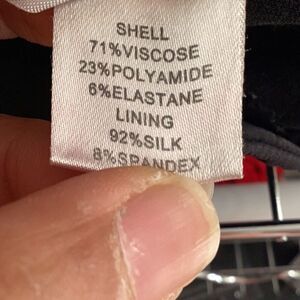 SHELL
71%VISCOSE
23%POLYAMIDE
6%ELASTANE
LINING
92%SILK
8%SPANDEX